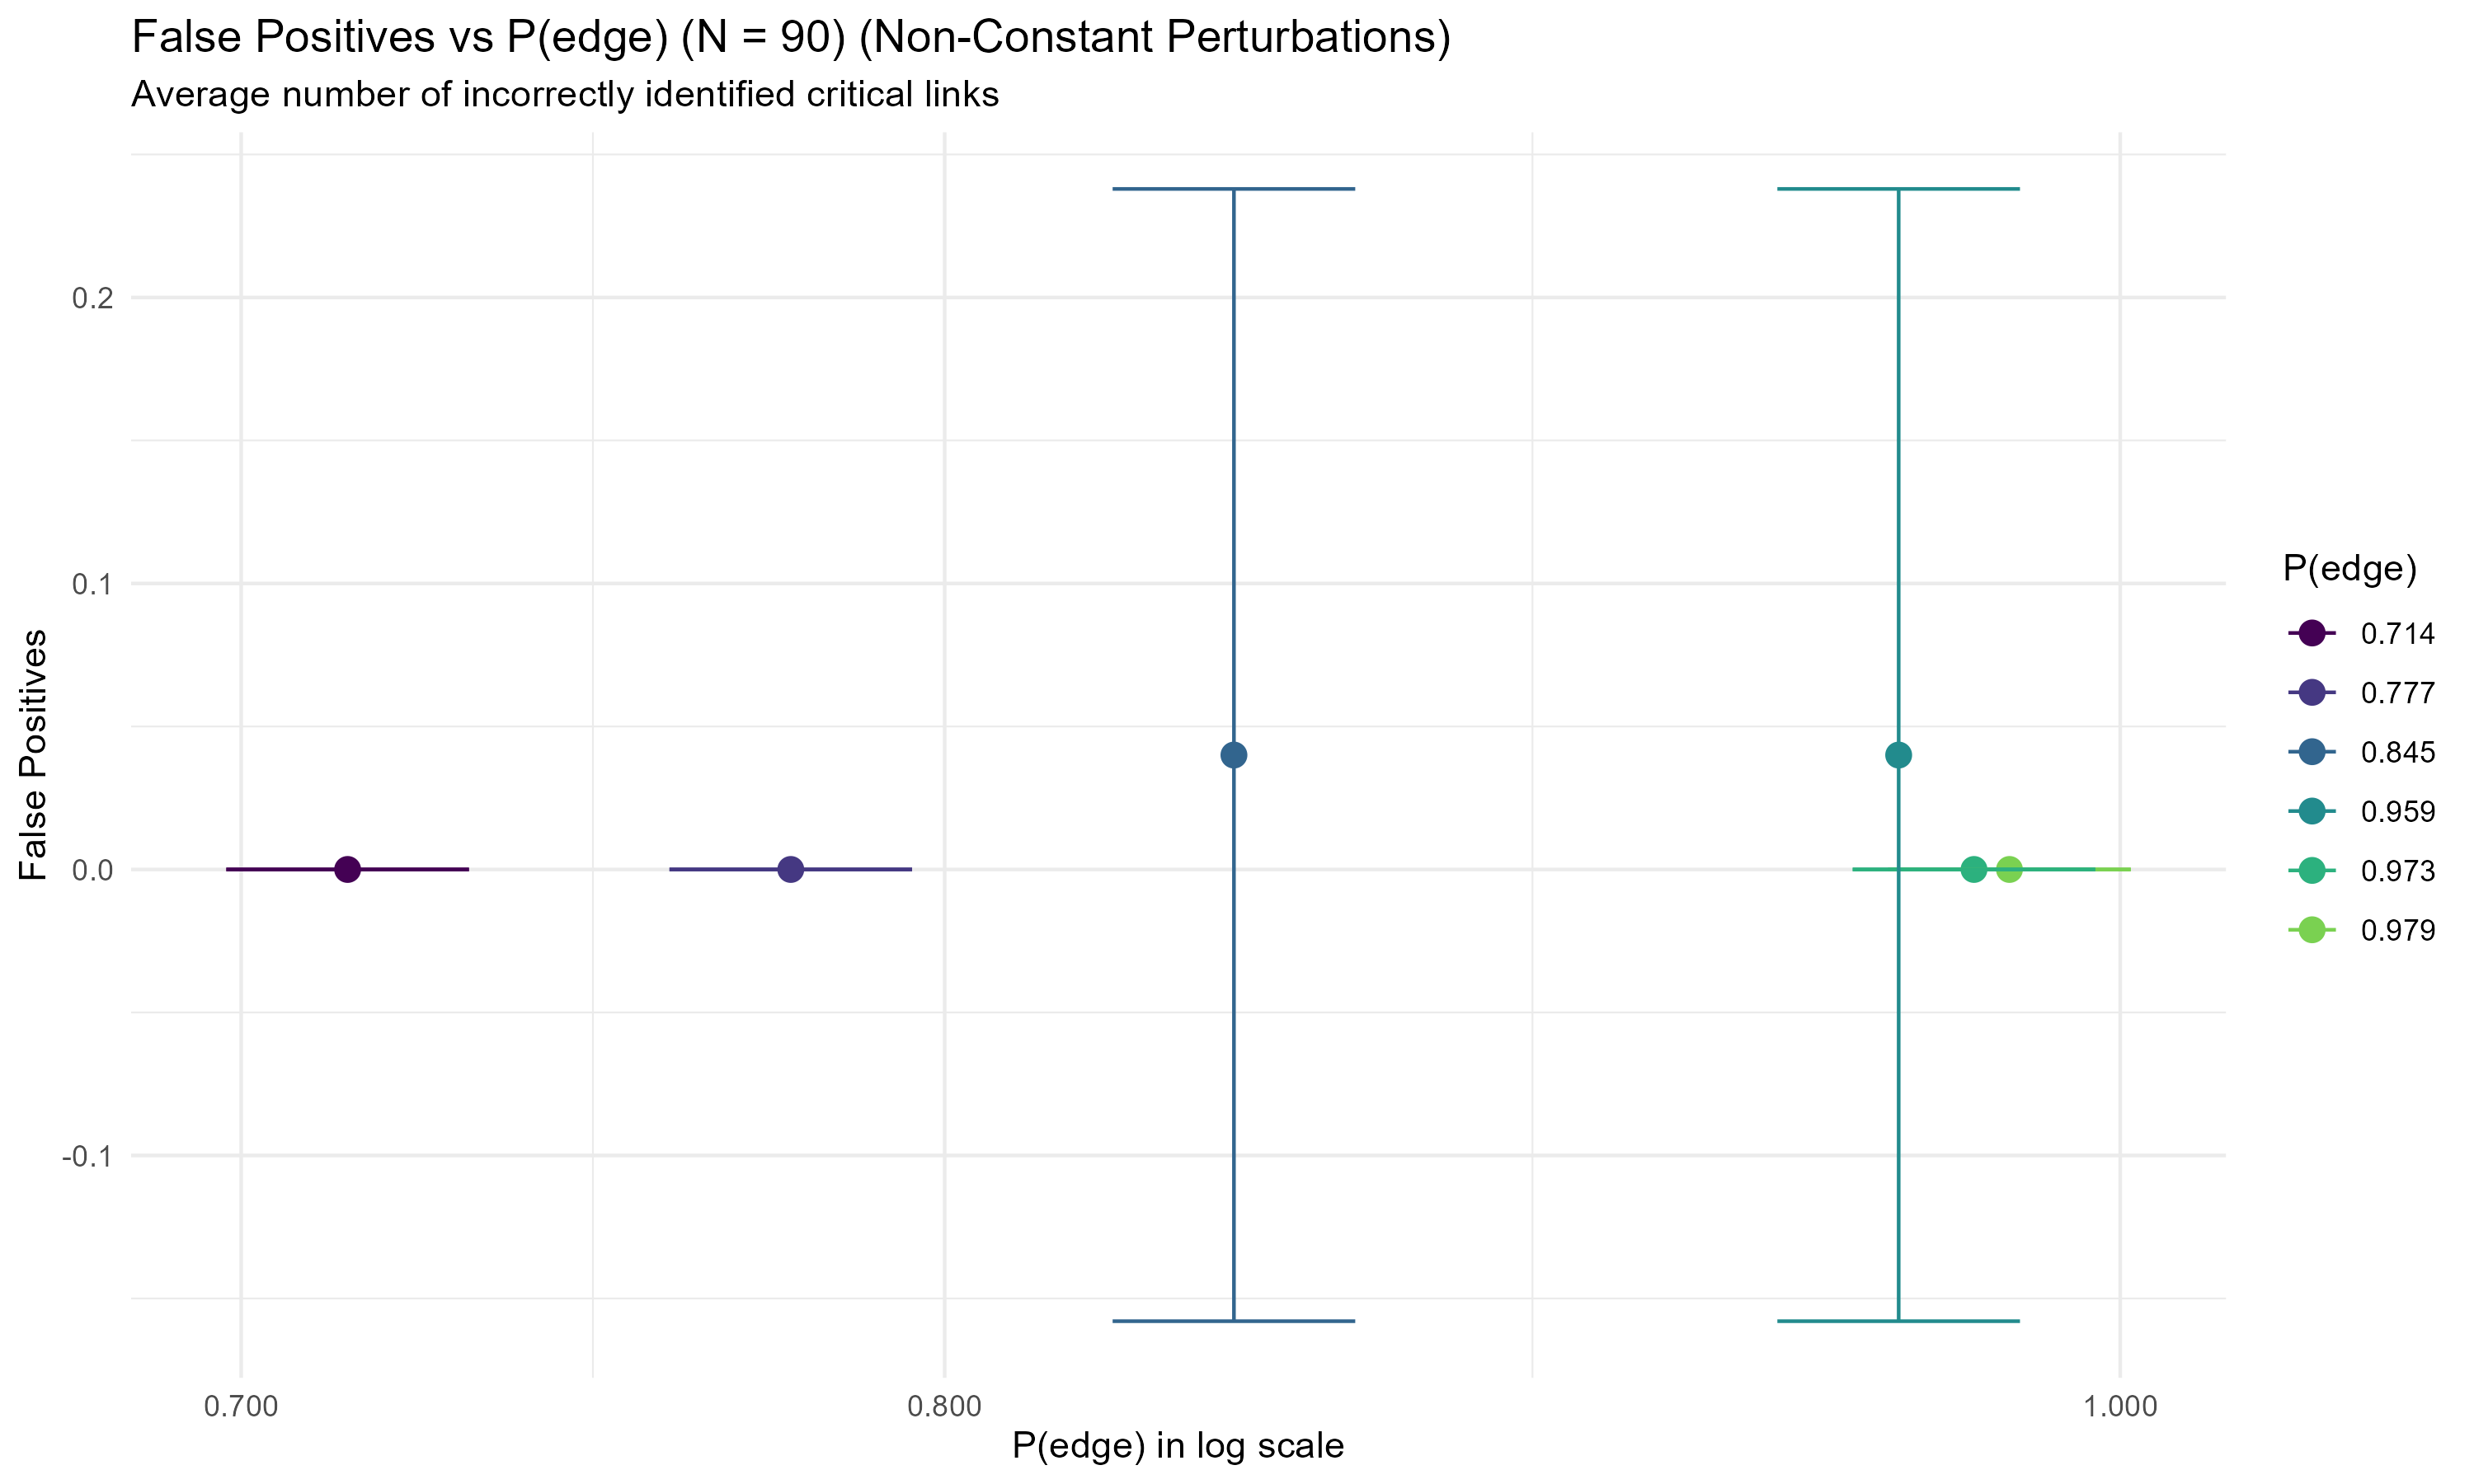 False Positives vs P(edge) (N = 90) (Non-Constant Perturbations)
Average number of incorrectly identified critical links
False Positives
0.2
0.1
0.0
-0.1
0.700
0.800
1.000
P(edge) in log scale
P(edge)
0.714
0.777
0.845
0.959
0.973
0.979